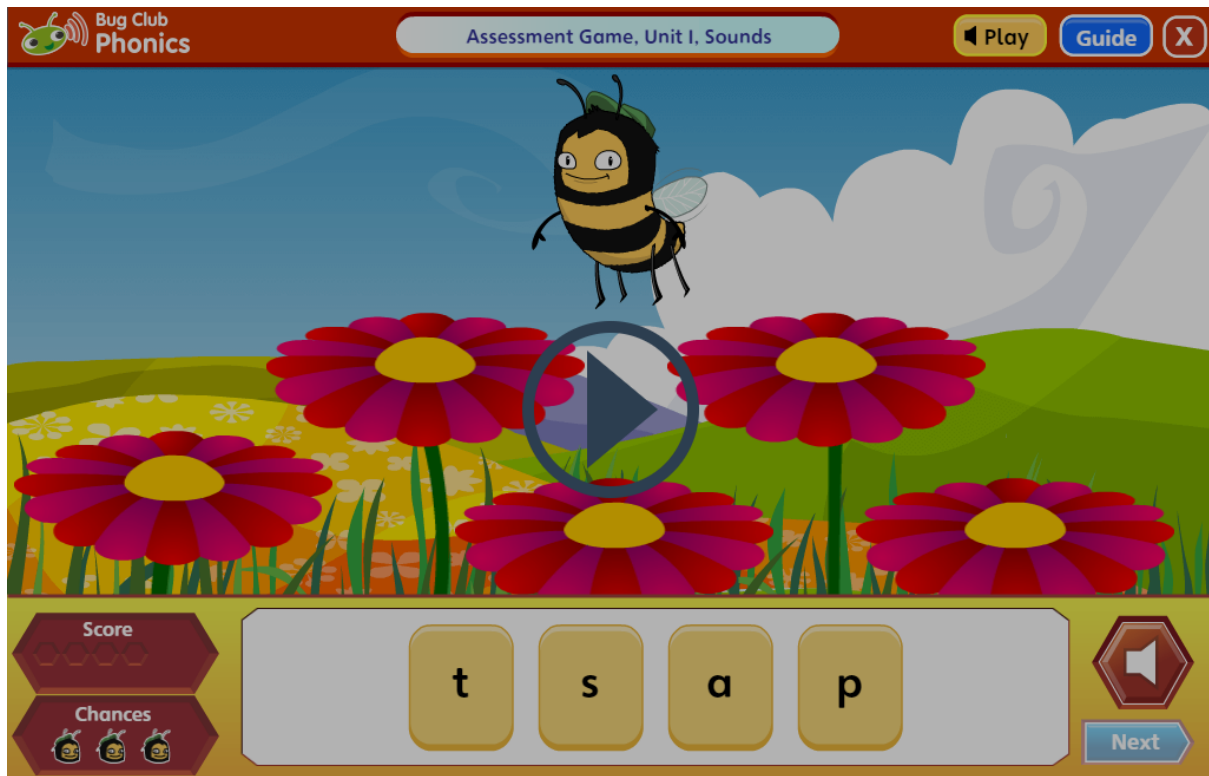 Bug Club
Phonics
Assessment Game, Unit 1, Sounds
Play
Guide
X
Score
Chances
t s a p
Next